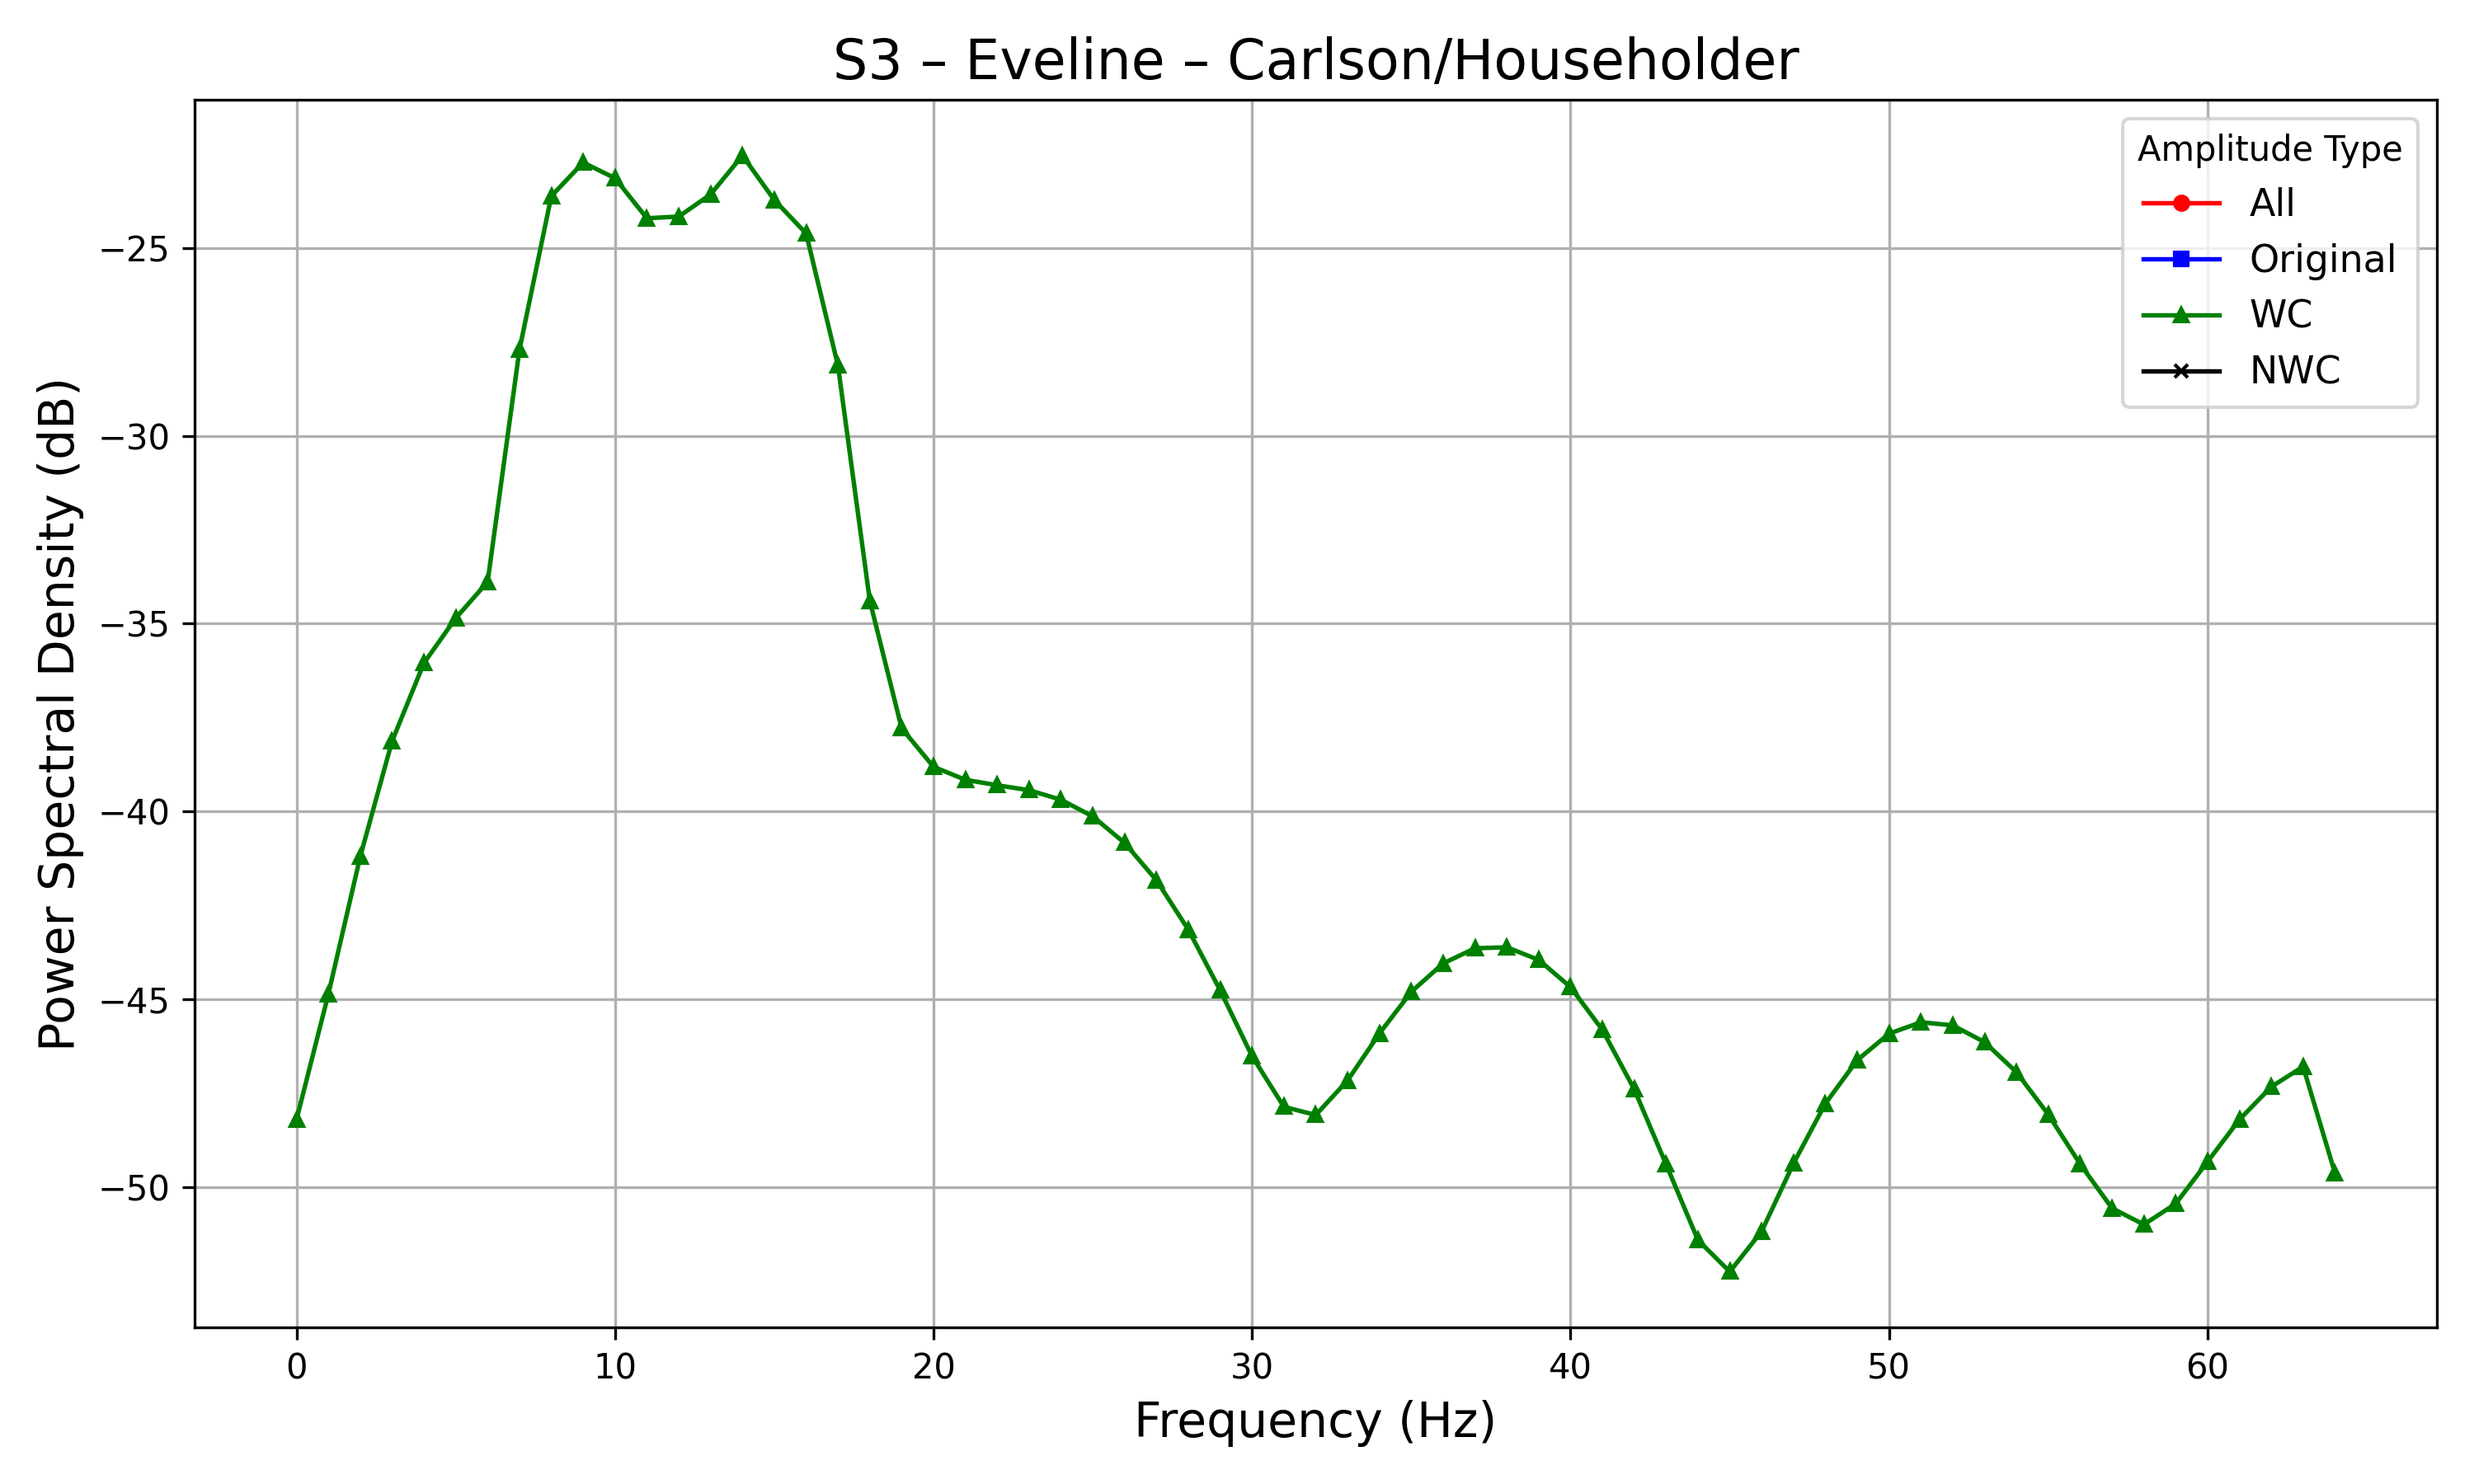 S3 – Eveline – Carlson/Householder
Amplitude Type
All
Original
WC
NWC
Power Spectral Density (dB)
−25
−30
−35
−40
−45
−50
0 10 20 30 40 50 60
Frequency (Hz)